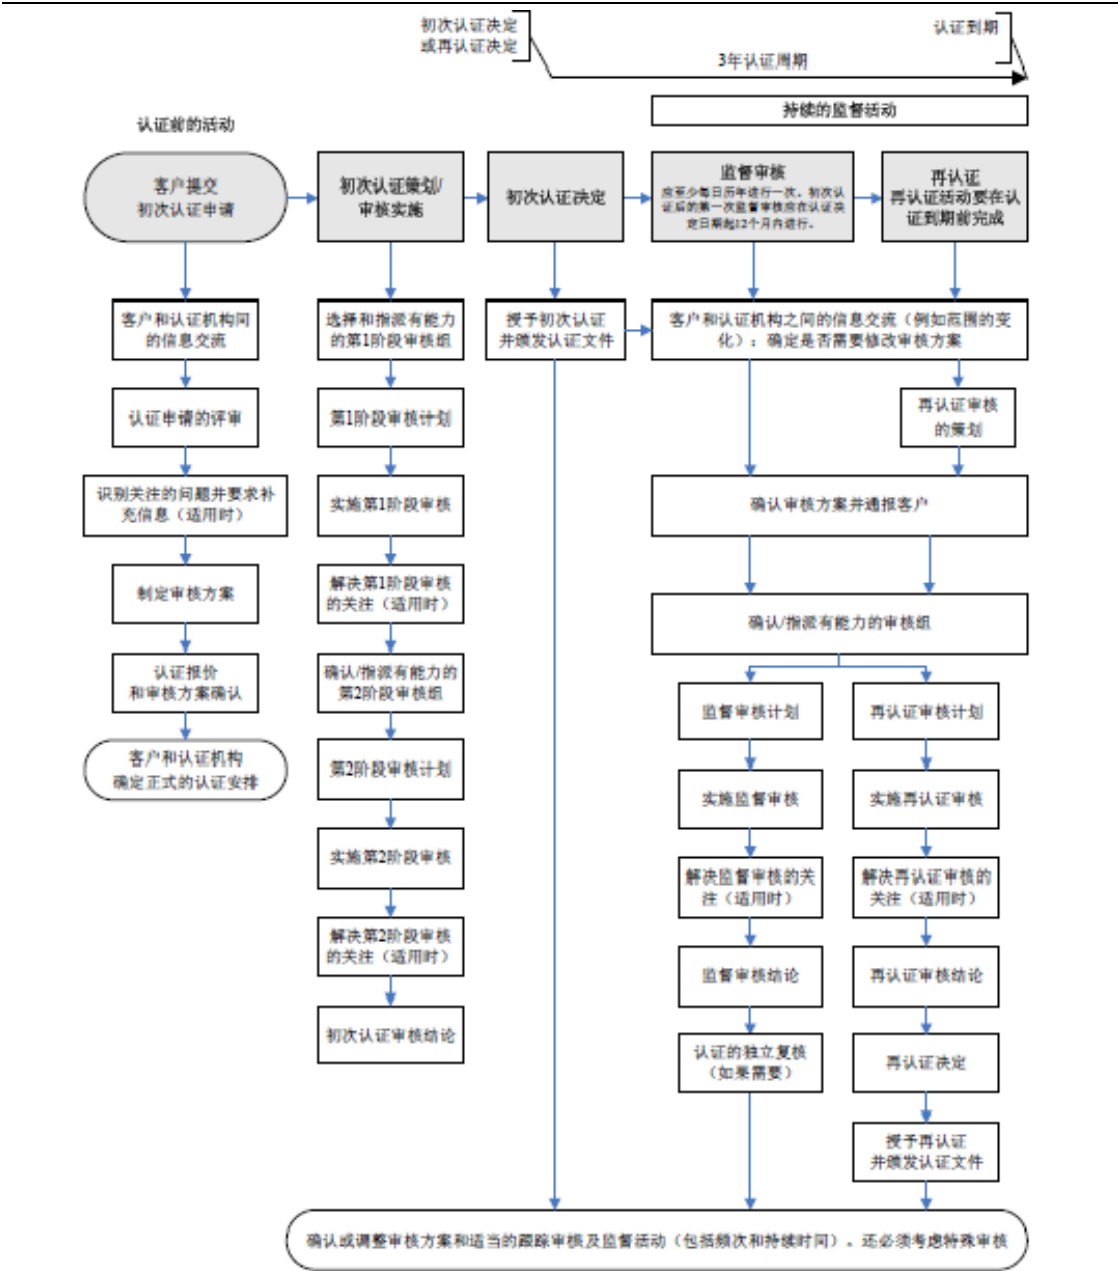 初次认证决定
或再认证决定
认证到期
3年认证周期
持续的监督活动
认证前的活动
客户提交
初次认证申请
初次认证策划/
审核实施
初次认证决定
监督审核
应至少每日历年进行一次。初次认
证后的第一次监督审核应在认证决
定日期起12个月内进行。
再认证
再认证活动要在认
证到期前完成
客户和认证机构间
的信息交流
认证申请的评审
识别关注的问题并要求补
充信息（适用时）
制定审核方案
认证报价
和审核方案确认
客户和认证机构
确定正式的认证安排
选择和指派有能力
的第1阶段审核组
第1阶段审核计划
实施第1阶段审核
解决第1阶段审核
的关注（适用时）
确认/指派有能力的
第2阶段审核组
第2阶段审核计划
实施第2阶段审核
解决第2阶段审核
的关注（适用时）
初次认证审核结论
授予初次认证
并颁发认证文件
客户和认证机构之间的信息交流（例如范围的变
化）；确定是否需要修改审核方案
再认证审核
的策划
确认审核方案并通报客户
确认/指派有能力的审核组
监督审核计划
实施监督审核
解决监督审核的关
注（适用时）
监督审核结论
认证的独立复核
（如果需要）
再认证审核计划
实施再认证审核
解决再认证审核的
关注（适用时）
再认证审核结论
再认证决定
授予再认证
并颁发认证文件
确认或调整审核方案和适当的跟踪审核及监督活动（包括频次和持续时间）。还必须考虑特殊审核